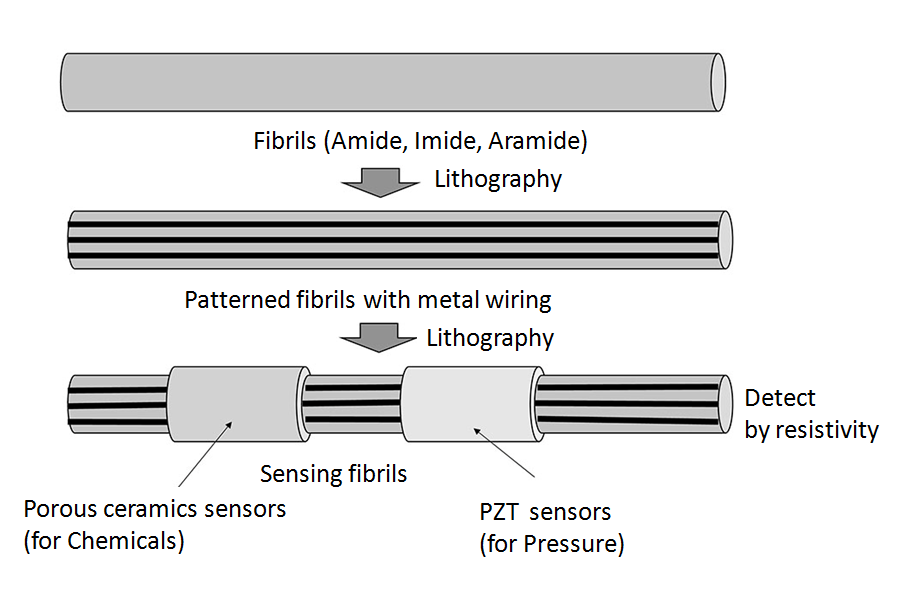 Fibrils (Amide, Imide, Aramide)
Lithography
Patterned fibrils with metal wiring
Lithography
Detect
by resistivity
Sensing fibrils
Porous ceramics sensors
(for Chemicals)
PZT sensors
(for Pressure)